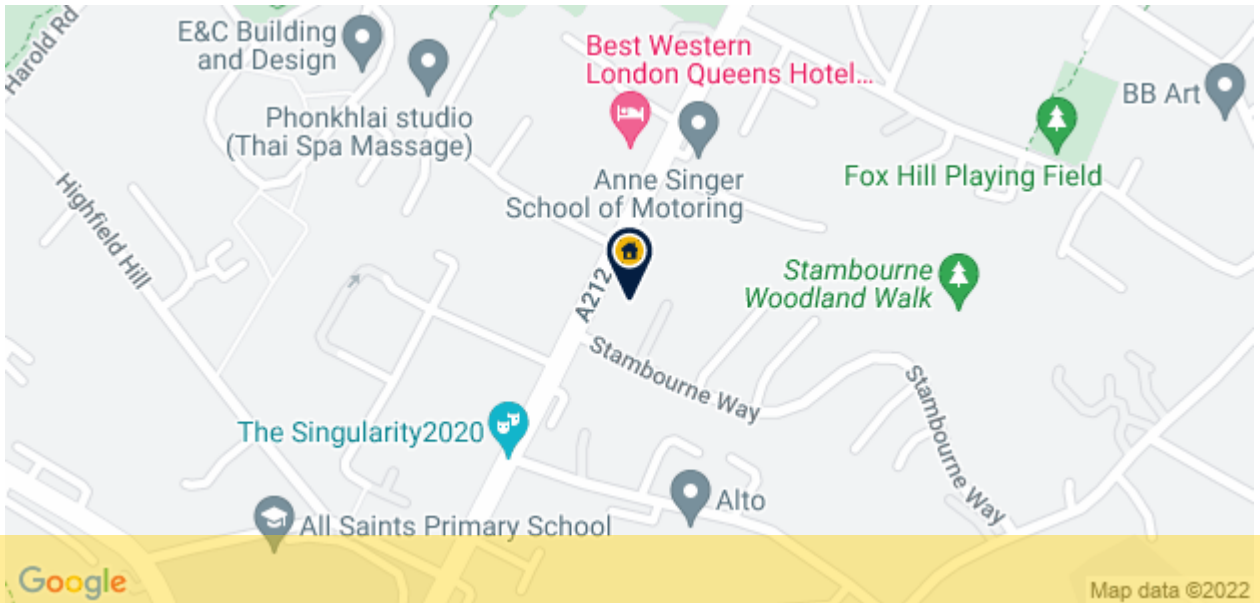 Harold Rd
E&C Building
and Design
Best Western
London Queens Hotel...
BB Art
Phonkhlai studio
(Thai Spa Massage)
Anne Singer
School of Motoring
Fox Hill Playing Field
Highfield Hill
A212
Stambourne
Woodland Walk
Stambourne Way
Stambourne Way
The Singularity2020
Alto
All Saints Primary School
Google
Map data ©2022